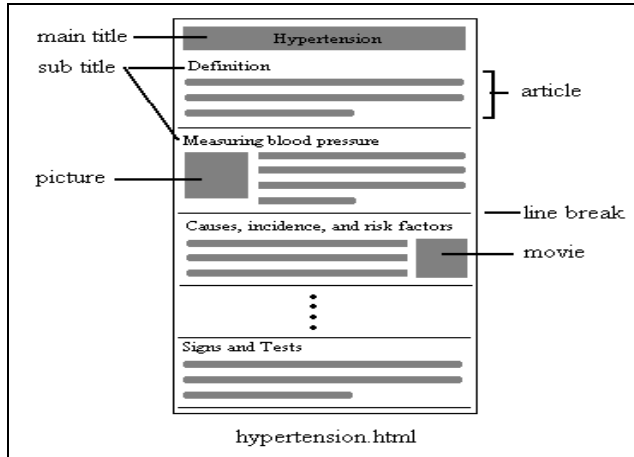 main title
Hypertension
sub title
Definition
article
Measuring blood pressure
picture
line break
Causes, incidence, and risk factors
movie
Signs and Tests
hypertension.html